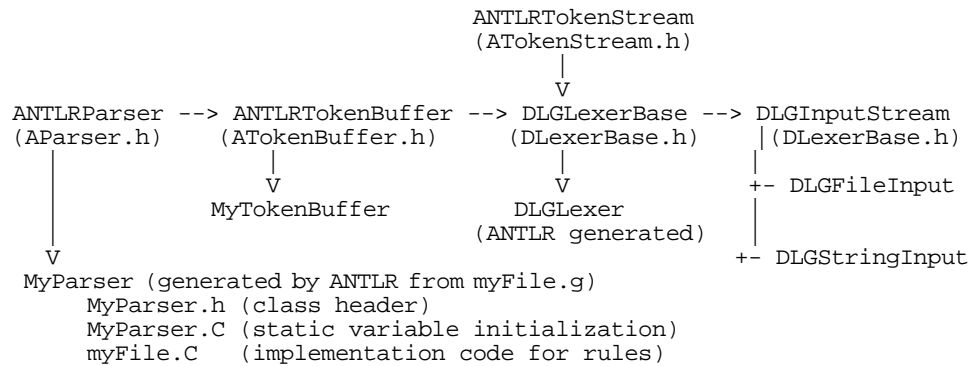 ANTLRTokenStream
(ATokenStream.h)
|
V
ANTLRParser --> ANTLRTokenBuffer --> DLGLexerBase --> DLGInputStream
(AParser.h) (ATokenBuffer.h) (DLexerBase.h) |(DLexerBase.h)
| | | |
| V V +- DLGFileInput
| MyTokenBuffer DLGLexer |
| (ANTLR generated) |
V +- DLGStringInput
MyParser (generated by ANTLR from myFile.g)
MyParser.h (class header)
MyParser.C (static variable initialization)
myFile.C (implementation code for rules)